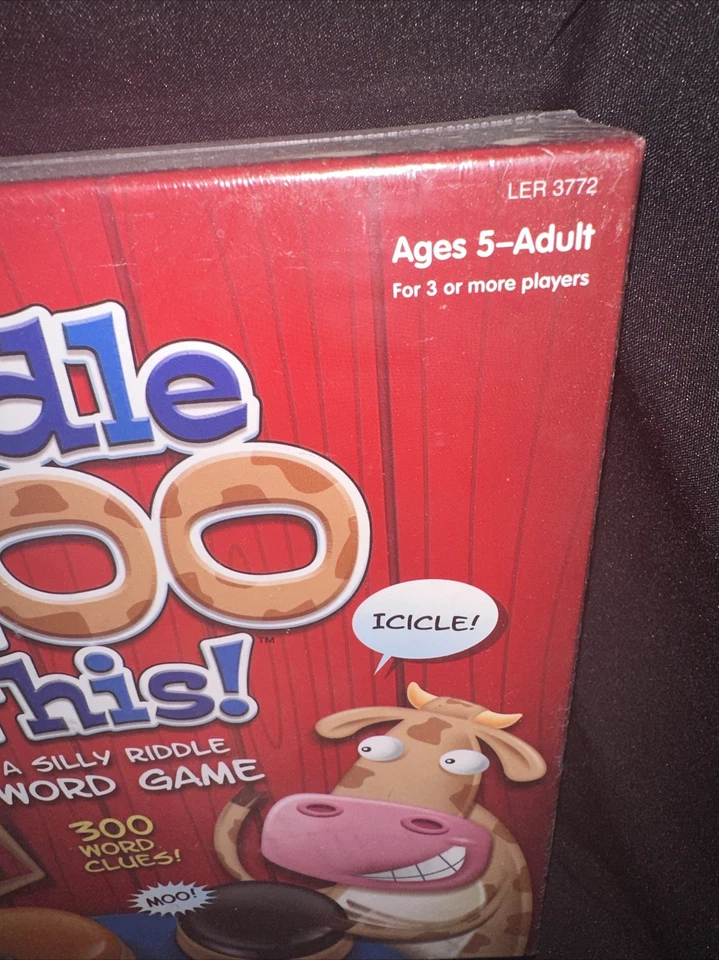 LER 3772
Ages 5–Adult
For 3 or more players
dle
oo
This!™
ICICLE!
A SILLY RIDDLE
WORD GAME
300
WORD
CLUES!
MOO!